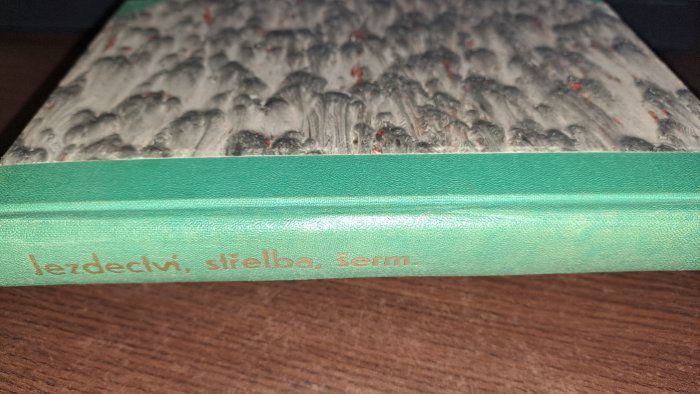 Jezdectví, střelba, šerm.